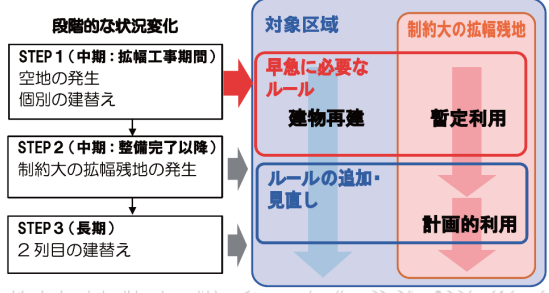 段階的な状況変化
STEP1(中期:拡幅工事期間)
空地の発生
個別の建替え
STEP2(中期:整備完了以降)
制約大の拡幅残地の発生
STEP3(長期)
2列目の建替え
対象区域
制約大の拡幅残地
早急に必要な
ルール
建物再建
暫定利用
ルールの追加・
見直し
計画的利用